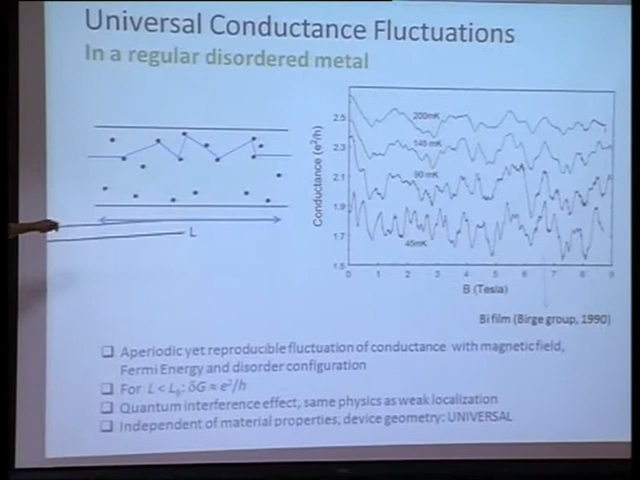 Universal Conductance Fluctuations
In a regular disordered metal
Conductance (e²/h)
2.5
2.3
2.1
1.9
1.7
1.5
200mK
145 mK
90 mK
45mK
0 1 2 3 4 5 6 7 8 9
B (Tesla)
L
Bi film (Birge group, 1990)
❑ Aperiodic yet reproducible fluctuation of conductance with magnetic field,
Fermi Energy and disorder configuration
❑ For L < Lϕ: δG ≈ e²/h
❑ Quantum interference effect, same physics as weak localization
❑ Independent of material properties, device geometry: UNIVERSAL